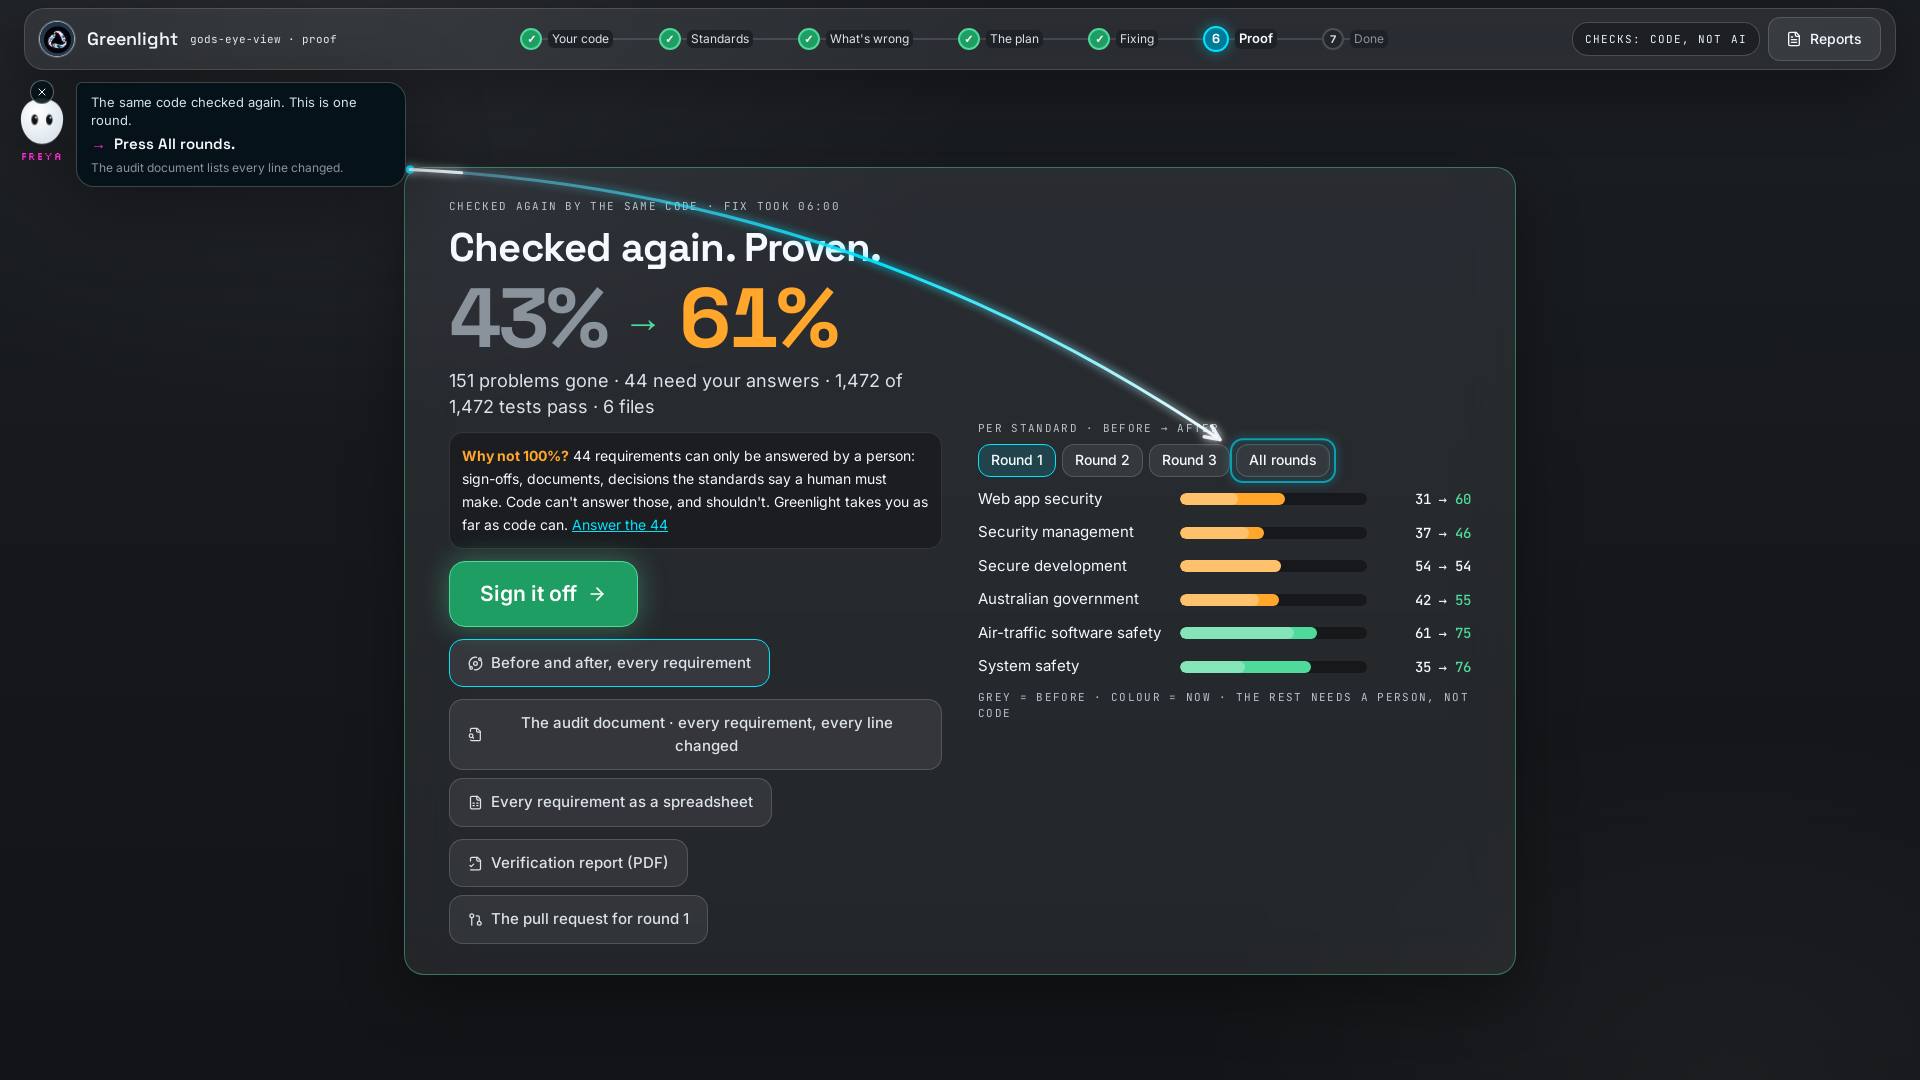 Greenlight gods-eye-view · proof
✓ Your code ✓ Standards ✓ What's wrong ✓ The plan ✓ Fixing 6 Proof 7 Done
CHECKS: CODE, NOT AI
Reports
FREYA
The same code checked again. This is one
round.
→ Press All rounds.
The audit document lists every line changed.
CHECKED AGAIN BY THE SAME CODE · FIX TOOK 06:00
Checked again. Proven.
43% → 61%
151 problems gone · 44 need your answers · 1,472 of
1,472 tests pass · 6 files
Why not 100%? 44 requirements can only be answered by a person:
sign-offs, documents, decisions the standards say a human must
make. Code can't answer those, and shouldn't. Greenlight takes you as
far as code can. Answer the 44
Sign it off →
Before and after, every requirement
The audit document · every requirement, every line
changed
Every requirement as a spreadsheet
Verification report (PDF)
The pull request for round 1
PER STANDARD · BEFORE → AFTER
Round 1 Round 2 Round 3 All rounds
Web app security 31 → 60
Security management 37 → 46
Secure development 54 → 54
Australian government 42 → 55
Air-traffic software safety 61 → 75
System safety 35 → 76
GREY = BEFORE · COLOUR = NOW · THE REST NEEDS A PERSON, NOT
CODE